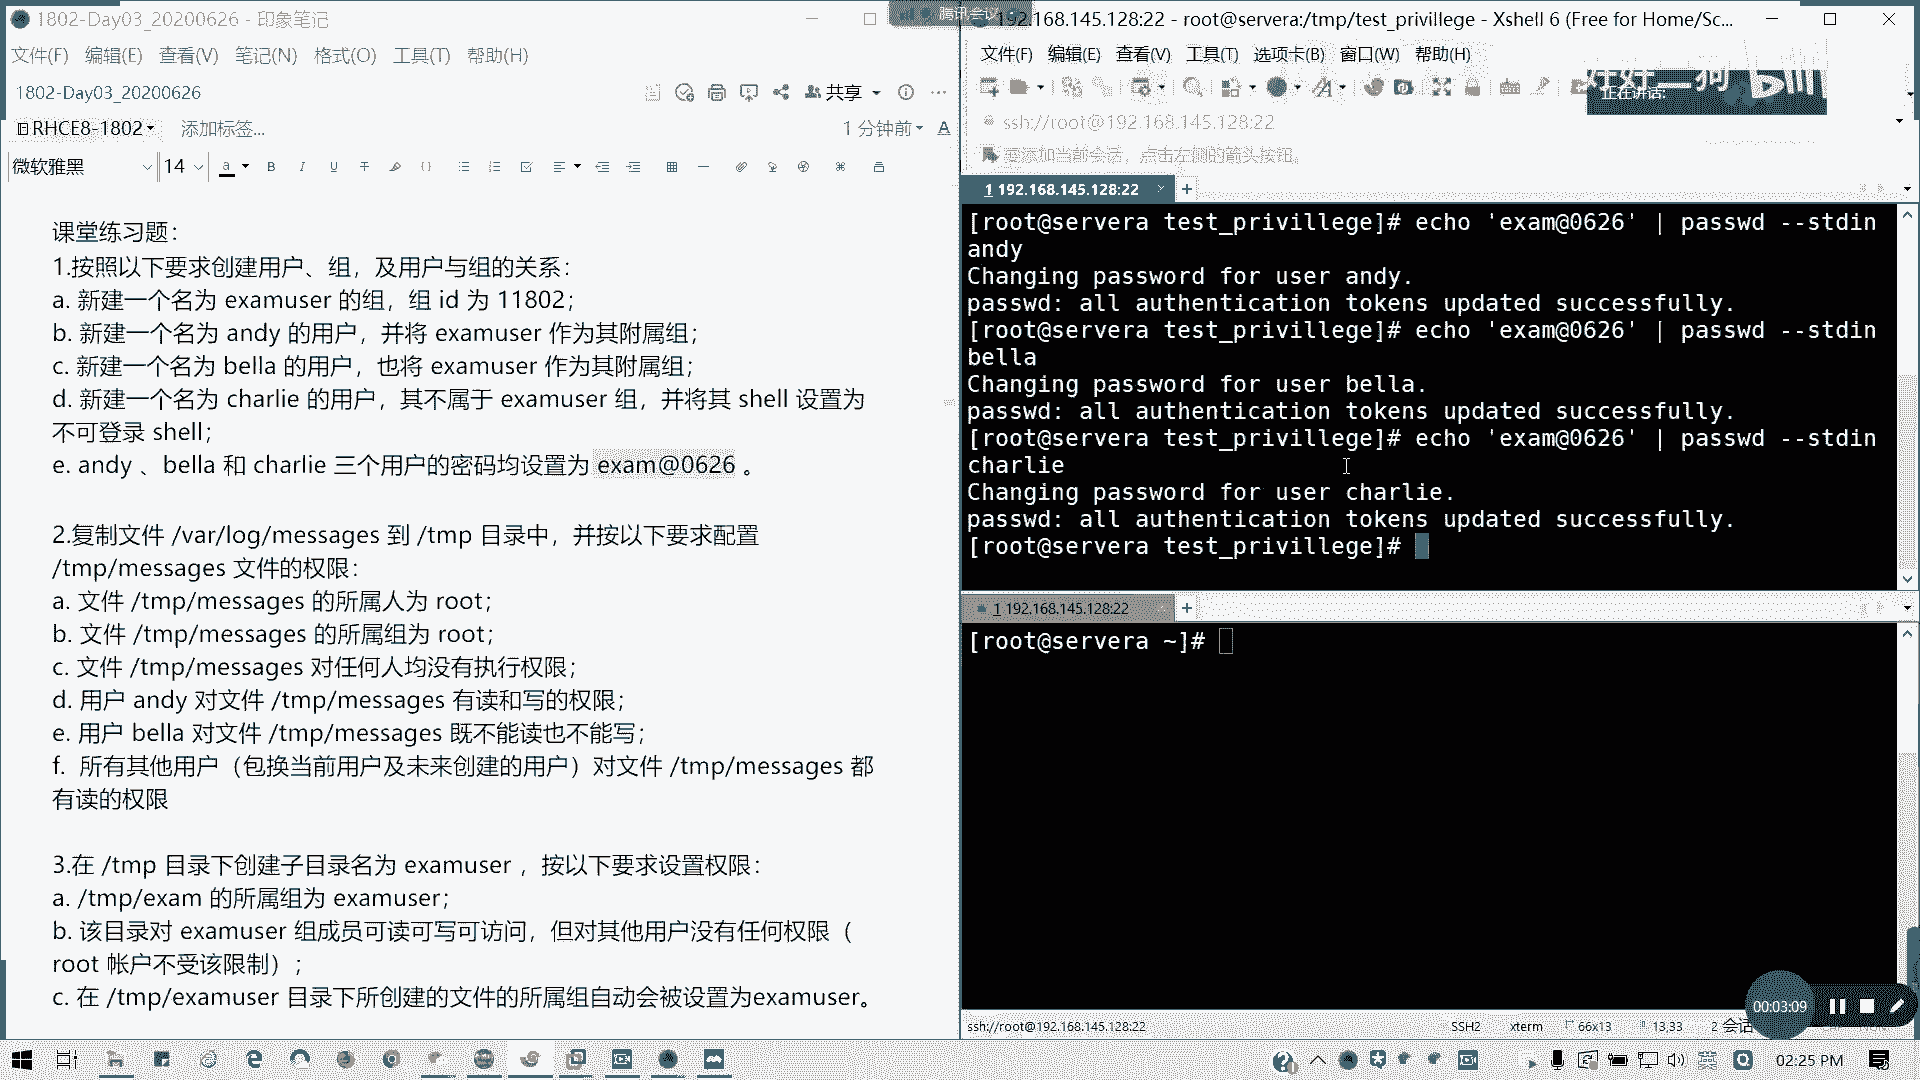 1802-Day03_20200626 - 印象笔记
文件(F) 编辑(E) 查看(V) 笔记(N) 格式(O) 工具(T) 帮助(H)
1802-Day03_20200626
共享
RHCE8-1802 添加标签... 1 分钟前
微软雅黑 14
课堂练习题：
1.按照以下要求创建用户、组，及用户与组的关系：
a. 新建一个名为 examuser 的组，组 id 为 11802；
b. 新建一个名为 andy 的用户，并将 examuser 作为其附属组；
c. 新建一个名为 bella 的用户，也将 examuser 作为其附属组；
d. 新建一个名为 charlie 的用户，其不属于 examuser 组，并将其 shell 设置为
不可登录 shell；
e. andy 、bella 和 charlie 三个用户的密码均设置为 exam@0626 。
2.复制文件 /var/log/messages 到 /tmp 目录中，并按以下要求配置
/tmp/messages 文件的权限：
a. 文件 /tmp/messages 的所属人为 root；
b. 文件 /tmp/messages 的所属组为 root；
c. 文件 /tmp/messages 对任何人均没有执行权限；
d. 用户 andy 对文件 /tmp/messages 有读和写的权限；
e. 用户 bella 对文件 /tmp/messages 既不能读也不能写；
f. 所有其他用户（包换当前用户及未来创建的用户）对文件 /tmp/messages 都
有读的权限
3.在 /tmp 目录下创建子目录名为 examuser ，按以下要求设置权限：
a. /tmp/exam 的所属组为 examuser；
b. 该目录对 examuser 组成员可读可写可访问，但对其他用户没有任何权限（
root 帐户不受该限制）；
c. 在 /tmp/examuser 目录下所创建的文件的所属组自动会被设置为examuser。
腾讯会议
192.168.145.128:22 - root@servera:/tmp/test_privillege - Xshell 6 (Free for Home/Sc...
文件(F) 编辑(E) 查看(V) 工具(T) 选项卡(B) 窗口(W) 帮助(H)
正在讲话:
ssh://root@192.168.145.128:22
要添加当前会话，点击左侧的箭头按钮。
1 192.168.145.128:22
[root@servera test_privillege]# echo 'exam@0626' | passwd --stdin
andy
Changing password for user andy.
passwd: all authentication tokens updated successfully.
[root@servera test_privillege]# echo 'exam@0626' | passwd --stdin
bella
Changing password for user bella.
passwd: all authentication tokens updated successfully.
[root@servera test_privillege]# echo 'exam@0626' | passwd --stdin
charlie
Changing password for user charlie.
passwd: all authentication tokens updated successfully.
[root@servera test_privillege]#
1 192.168.145.128:22
[root@servera ~]#
00:03:09
ssh://root@192.168.145.128:22 SSH2 xterm 66x13 13,33 2 会话
英 02:25 PM